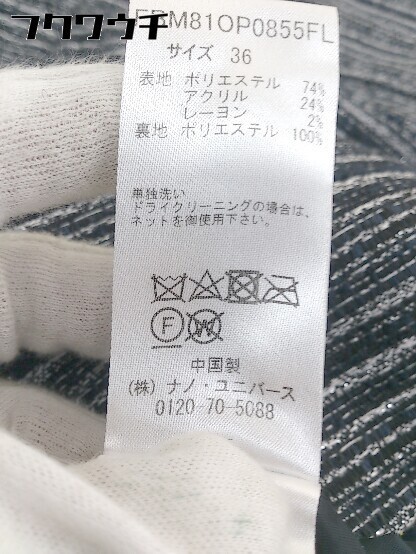 フクウクチ
FBM81OP0855FL
サイズ 36
表地 ポリエステル 74%
アクリル 24%
レーヨン 2%
裏地 ポリエステル 100%
単独洗い
ドライクリーニングの場合は、
ネットを御使用下さい。
F W
中国製
(株) ナノ・ユニバース
0120-70-5088